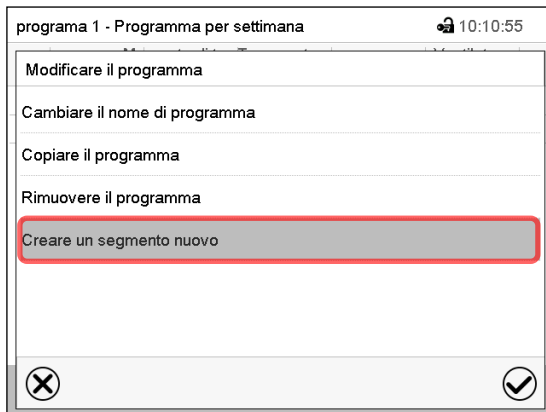 programa 1 - Programma per settimana 10:10:55
Modificare il programma
Cambiare il nome di programma
Copiare il programma
Rimuovere il programma
Creare un segmento nuovo